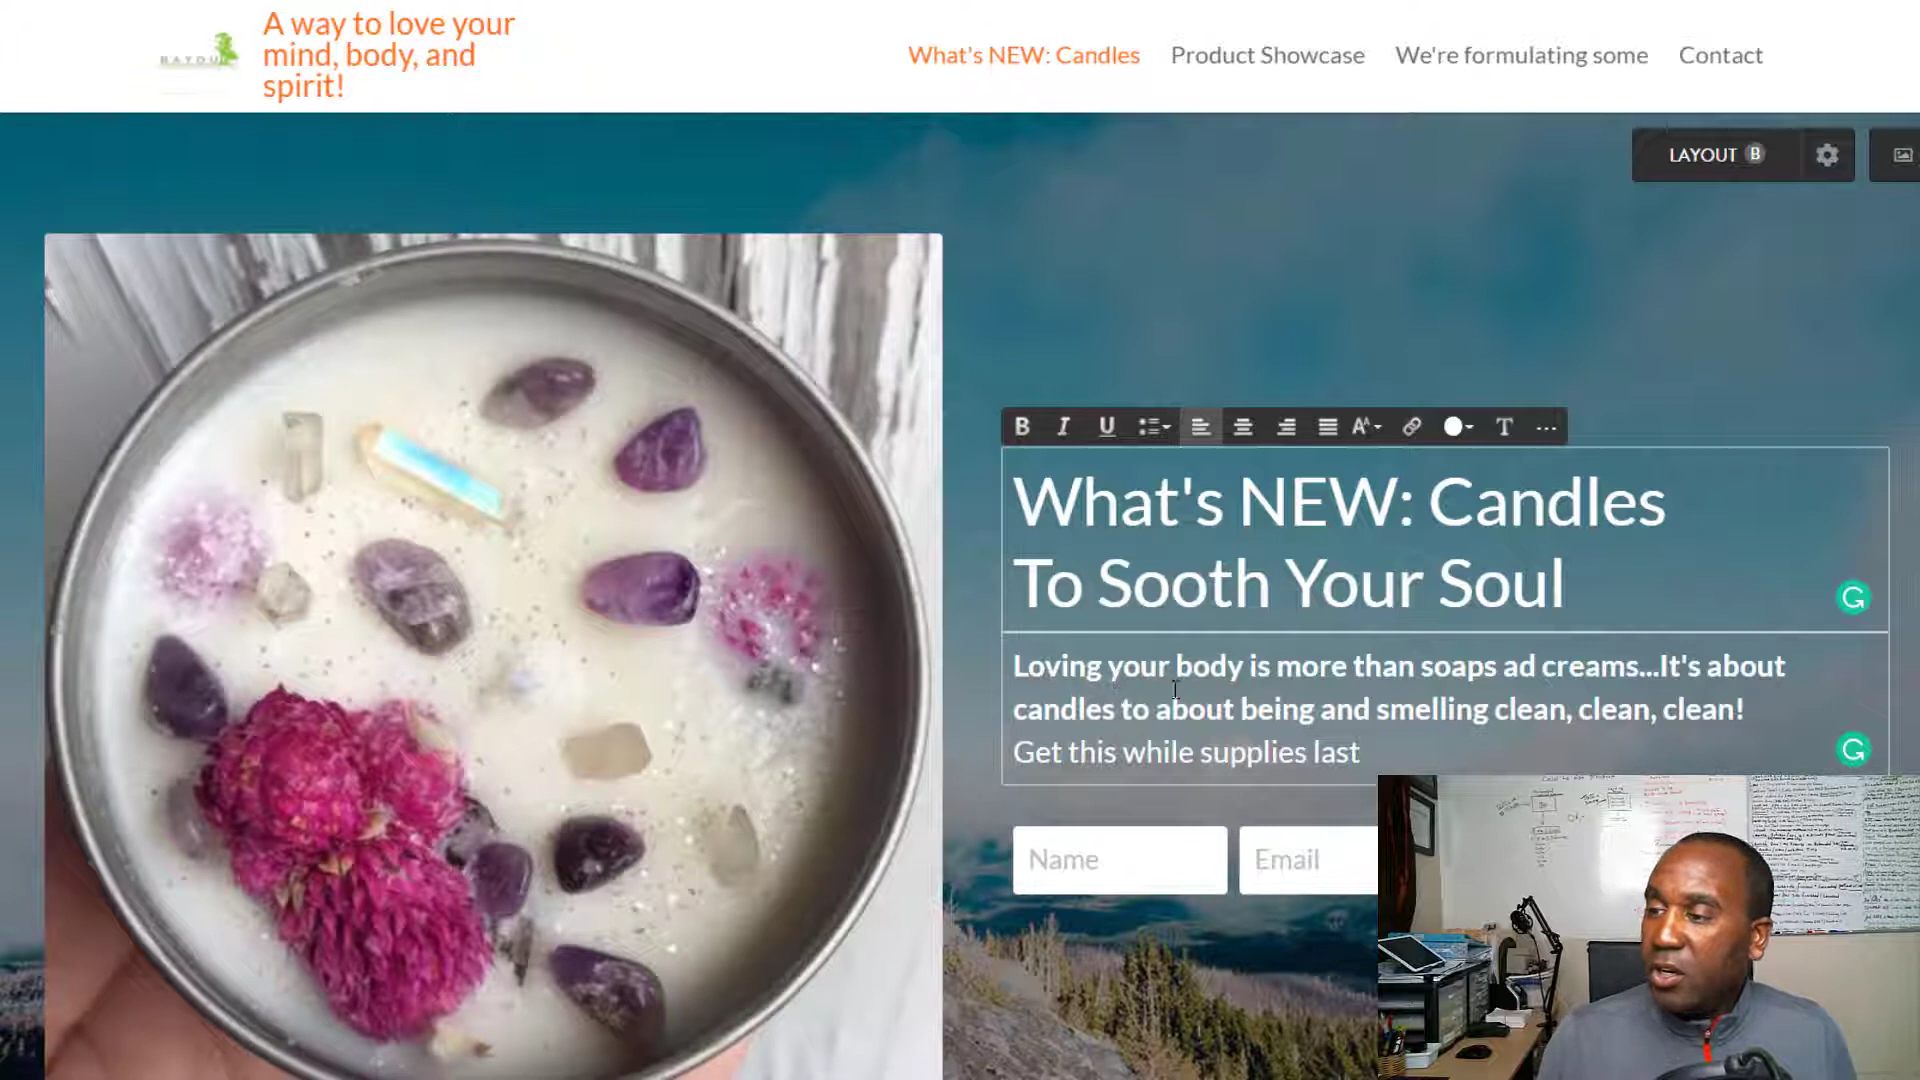 A way to love your
mind, body, and
spirit!
BAYOU
What's NEW: Candles
Product Showcase
We're formulating some
Contact
LAYOUT B
B I U A T
What's NEW: Candles
To Sooth Your Soul
Loving your body is more than soaps ad creams...It's about
candles to about being and smelling clean, clean, clean!
Get this while supplies last
Name
Email